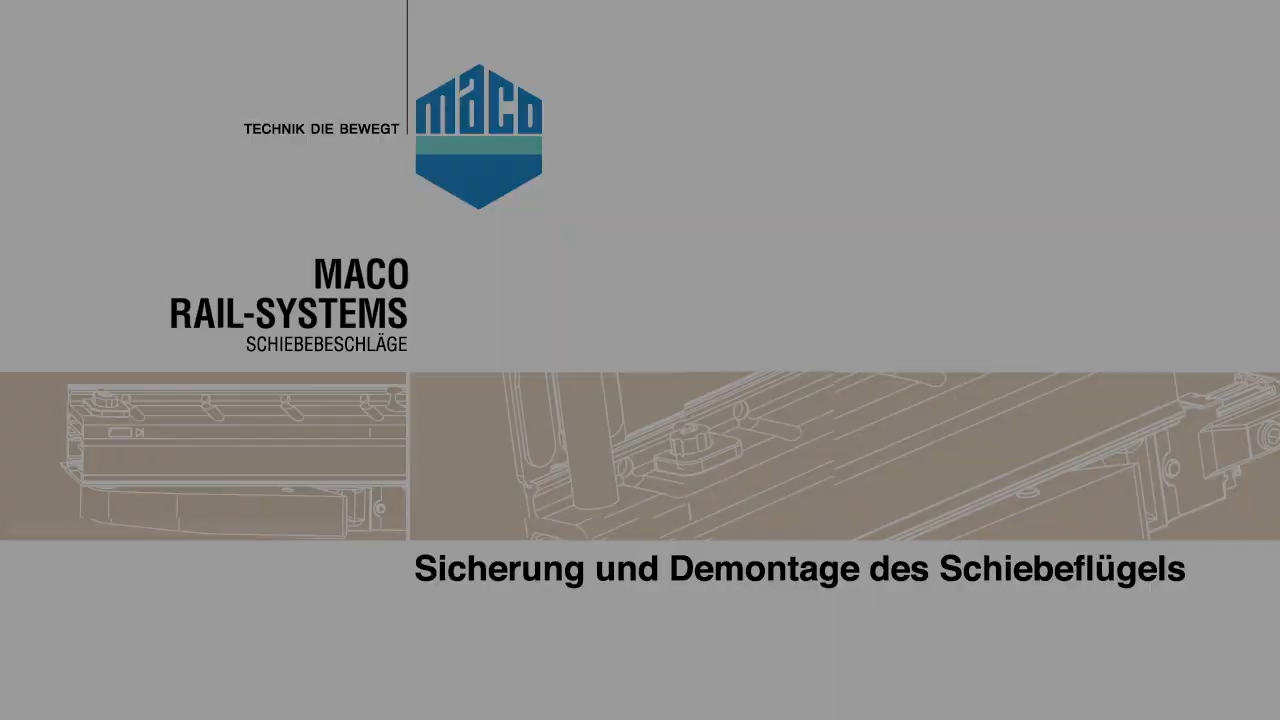 TECHNIK DIE BEWEGT
maco
MACO
RAIL-SYSTEMS
SCHIEBEBESCHLÄGE
Sicherung und Demontage des Schiebeflügels